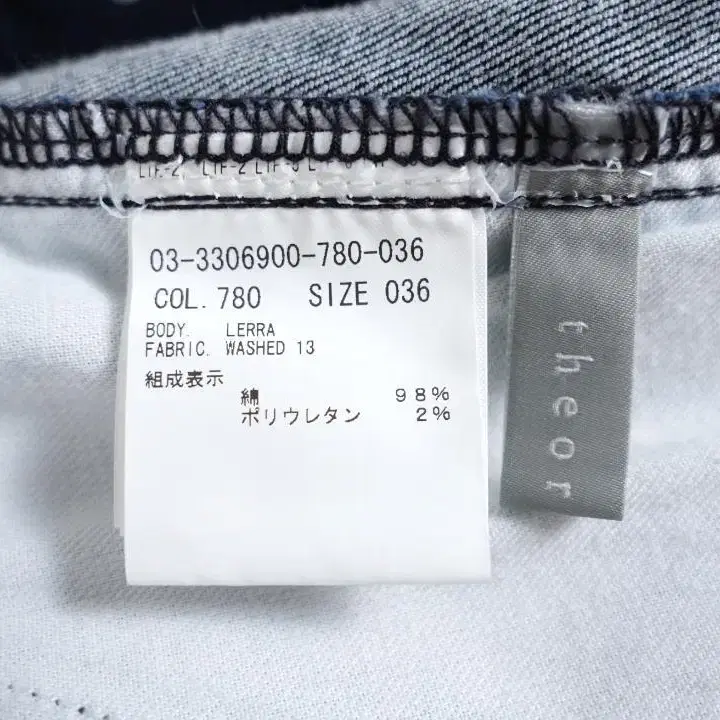 03-3306900-780-036
COL. 780 SIZE 036
BODY. LERRA
FABRIC. WASHED 13
組成表示
綿 98%
ポリウレタン 2%
theor